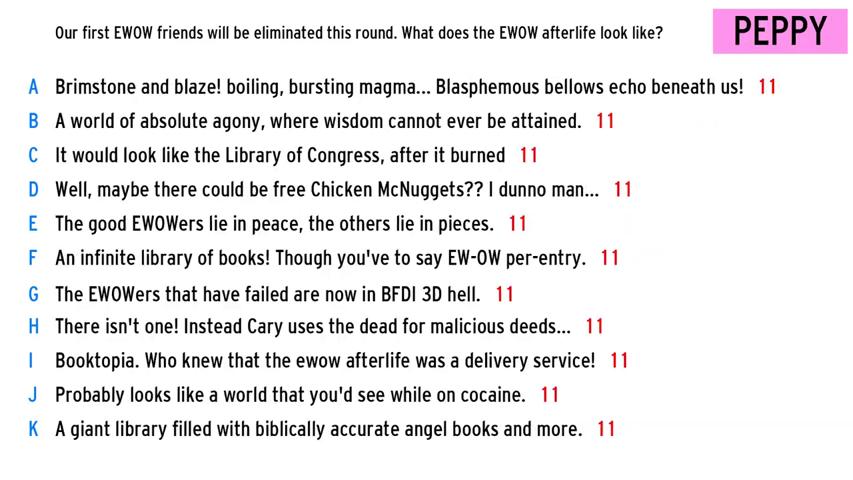 Our first EWOW friends will be eliminated this round. What does the EWOW afterlife look like?
PEPPY
A Brimstone and blaze! boiling, bursting magma... Blasphemous bellows echo beneath us! 11
B A world of absolute agony, where wisdom cannot ever be attained. 11
C It would look like the Library of Congress, after it burned 11
D Well, maybe there could be free Chicken McNuggets?? I dunno man... 11
E The good EWOWers lie in peace, the others lie in pieces. 11
F An infinite library of books! Though you've to say EW-OW per-entry. 11
G The EWOWers that have failed are now in BFDI 3D hell. 11
H There isn't one! Instead Cary uses the dead for malicious deeds... 11
I Booktopia. Who knew that the ewow afterlife was a delivery service! 11
J Probably looks like a world that you'd see while on cocaine. 11
K A giant library filled with biblically accurate angel books and more. 11